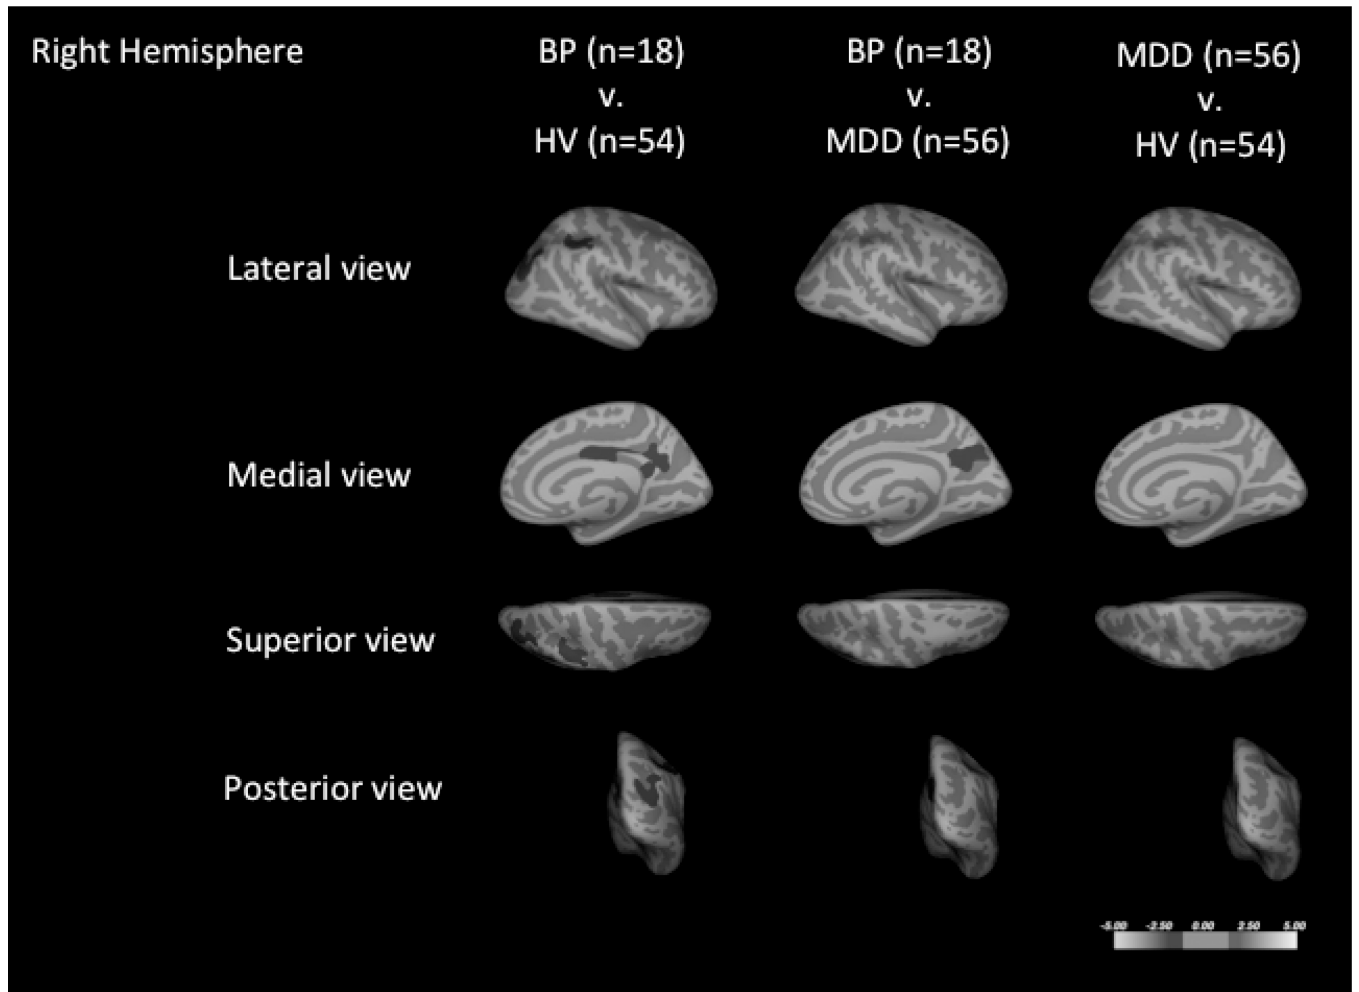 Right Hemisphere
BP (n=18)
v.
HV (n=54)
BP (n=18)
v.
MDD (n=56)
MDD (n=56)
v.
HV (n=54)
Lateral view
Medial view
Superior view
Posterior view
-5.00 -2.50 0.00 2.50 5.00